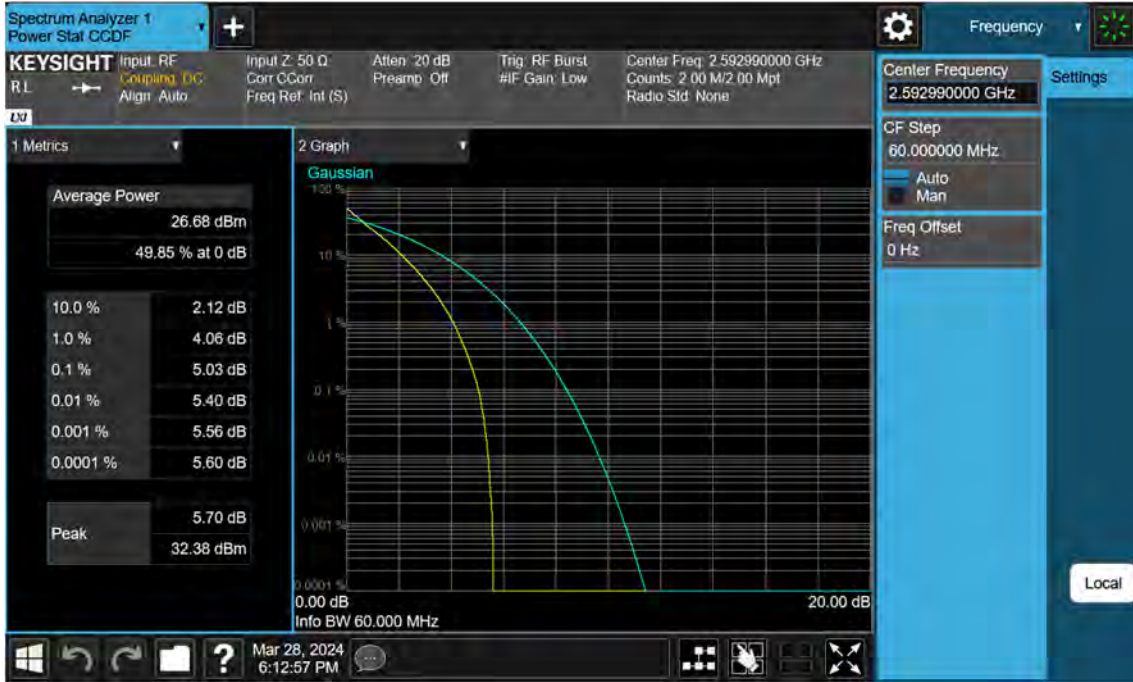 Spectrum Analyzer 1
Power Stat CCDF
+
Frequency
KEYSIGHT
R L
LXI
Input: RF
Coupling: DC
Align: Auto
Input Z: 50 Ω
Corr CCorr
Freq Ref: Int (S)
Atten: 20 dB
Preamp: Off
Trig: RF Burst
#IF Gain: Low
Center Freq: 2.592990000 GHz
Counts: 2.00 M/2.00 Mpt
Radio Std: None
Center Frequency
2.592990000 GHz
Settings
CF Step
60.000000 MHz
Auto
Man
Freq Offset
0 Hz
1 Metrics
Average Power
26.68 dBm
49.85 % at 0 dB
10.0 % 2.12 dB
1.0 % 4.06 dB
0.1 % 5.03 dB
0.01 % 5.40 dB
0.001 % 5.56 dB
0.0001 % 5.60 dB
Peak
5.70 dB
32.38 dBm
2 Graph
Gaussian
100 %
10 %
1 %
0.1 %
0.01 %
0.001 %
0.0001 %
0.00 dB 20.00 dB
Info BW 60.000 MHz
Local
?
Mar 28, 2024
6:12:57 PM